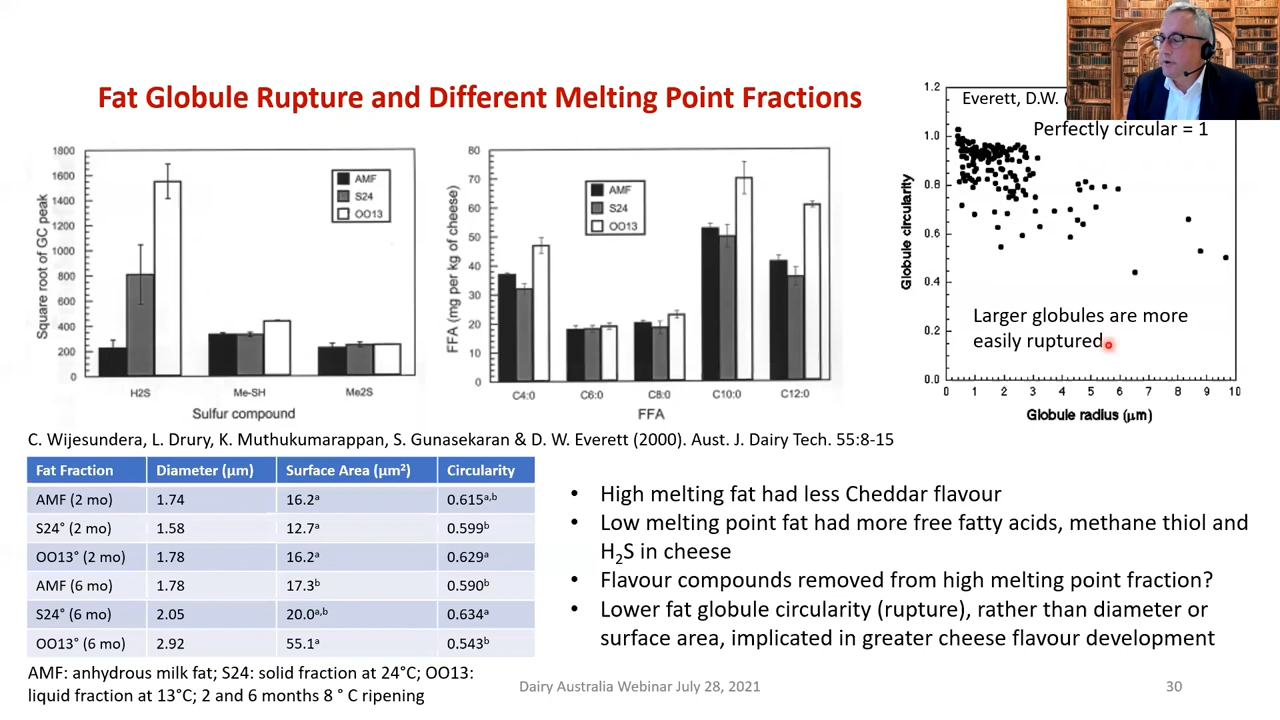 Fat Globule Rupture and Different Melting Point Fractions
1800
1600
1400
1200
1000
800
600
400
200
0
Square root of GC peak
AMF
S24
OO13
H2S
Me-SH
Me2S
Sulfur compound
80
70
60
50
40
30
20
10
0
FFA (mg per kg of cheese)
AMF
S24
OO13
C4:0
C6:0
C8:0
C10:0
C12:0
FFA
Everett, D.W. (
Perfectly circular = 1
1.2
1.0
0.8
0.6
0.4
0.2
0.0
Globule circularity
Larger globules are more
easily ruptured
0 1 2 3 4 5 6 7 8 9 10
Globule radius (μm)
C. Wijesundera, L. Drury, K. Muthukumarappan, S. Gunasekaran & D. W. Everett (2000). Aust. J. Dairy Tech. 55:8-15
Fat Fraction Diameter (μm) Surface Area (μm²) Circularity
AMF (2 mo) 1.74 16.2ᵃ 0.615ᵃ,ᵇ
S24° (2 mo) 1.58 12.7ᵃ 0.599ᵇ
OO13° (2 mo) 1.78 16.2ᵃ 0.629ᵃ
AMF (6 mo) 1.78 17.3ᵇ 0.590ᵇ
S24° (6 mo) 2.05 20.0ᵃ,ᵇ 0.634ᵃ
OO13° (6 mo) 2.92 55.1ᵃ 0.543ᵇ
AMF: anhydrous milk fat; S24: solid fraction at 24°C; OO13:
liquid fraction at 13°C; 2 and 6 months 8 ° C ripening
• High melting fat had less Cheddar flavour
• Low melting point fat had more free fatty acids, methane thiol and
H₂S in cheese
• Flavour compounds removed from high melting point fraction?
• Lower fat globule circularity (rupture), rather than diameter or
surface area, implicated in greater cheese flavour development
Dairy Australia Webinar July 28, 2021
30